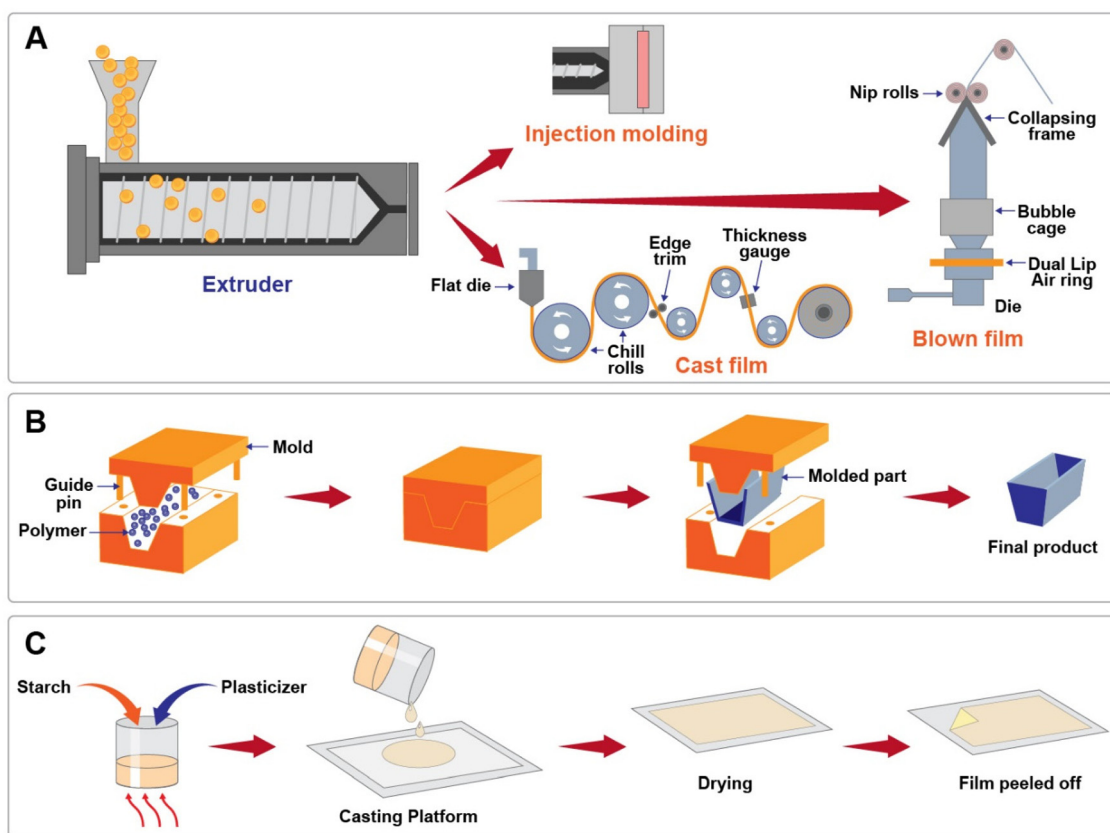 A
Extruder
Injection molding
Nip rolls
Collapsing
frame
Bubble
cage
Dual Lip
Air ring
Die
Blown film
Flat die
Edge
trim
Thickness
gauge
Chill
rolls
Cast film
B
Mold
Guide
pin
Polymer
Molded part
Final product
C
Starch
Plasticizer
Casting Platform
Drying
Film peeled off